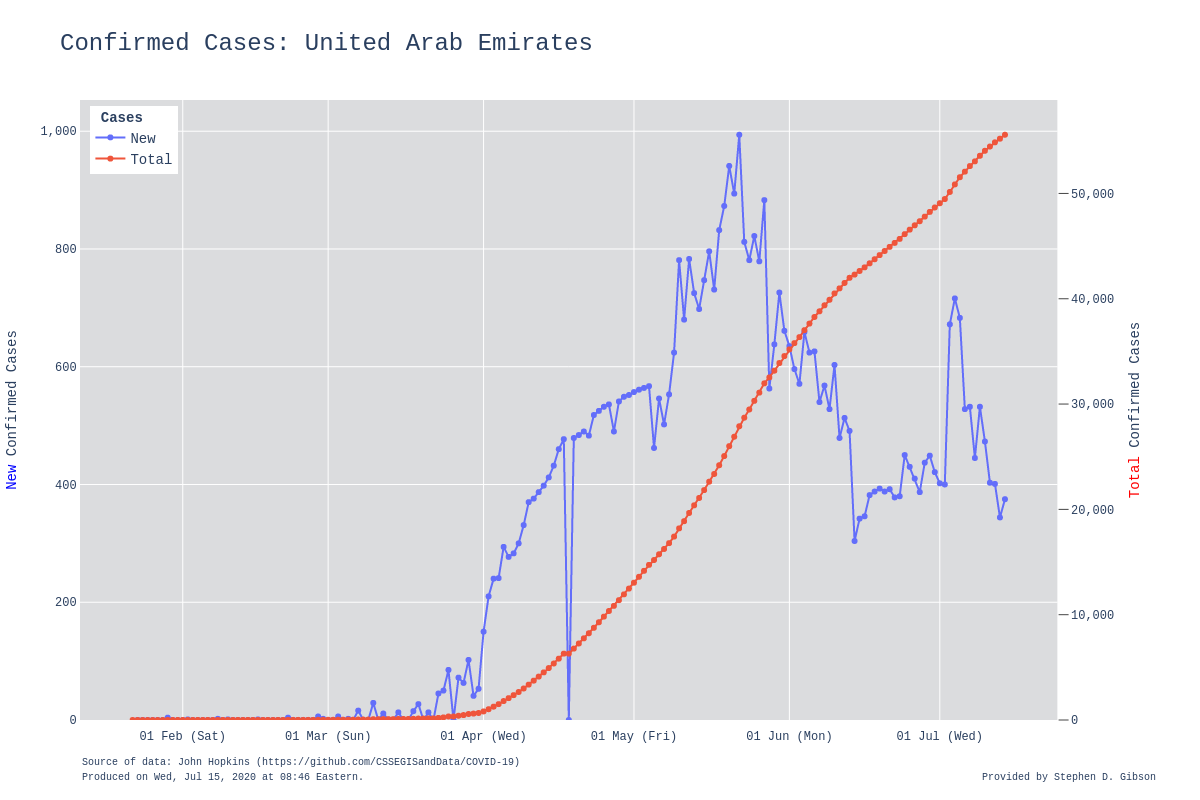 Confirmed Cases: United Arab Emirates
Cases
New
Total
1,000
800
600
400
200
0
50,000
40,000
30,000
20,000
10,000
0
New Confirmed Cases
Total Confirmed Cases
01 Feb (Sat)
01 Mar (Sun)
01 Apr (Wed)
01 May (Fri)
01 Jun (Mon)
01 Jul (Wed)
Source of data: John Hopkins (https://github.com/CSSEGISandData/COVID-19)
Produced on Wed, Jul 15, 2020 at 08:46 Eastern.
Provided by Stephen D. Gibson